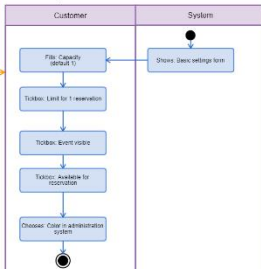 Customer
System
Fills: Capacity
(default 1)
Shows: Basic settings form
Tickbox: Limit for 1 reservation
Tickbox: Event visible
Tickbox: Available for
reservation
Chooses: Color in administration
system